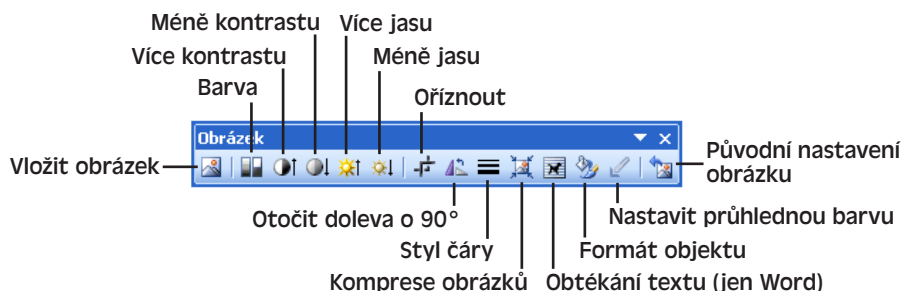 Méně kontrastu
Více jasu
Více kontrastu
Méně jasu
Barva
Oříznout
Obrázek
Vložit obrázek
Původní nastavení
obrázku
Otočit doleva o 90°
Nastavit průhlednou barvu
Styl čáry
Formát objektu
Komprese obrázků
Obtékání textu (jen Word)